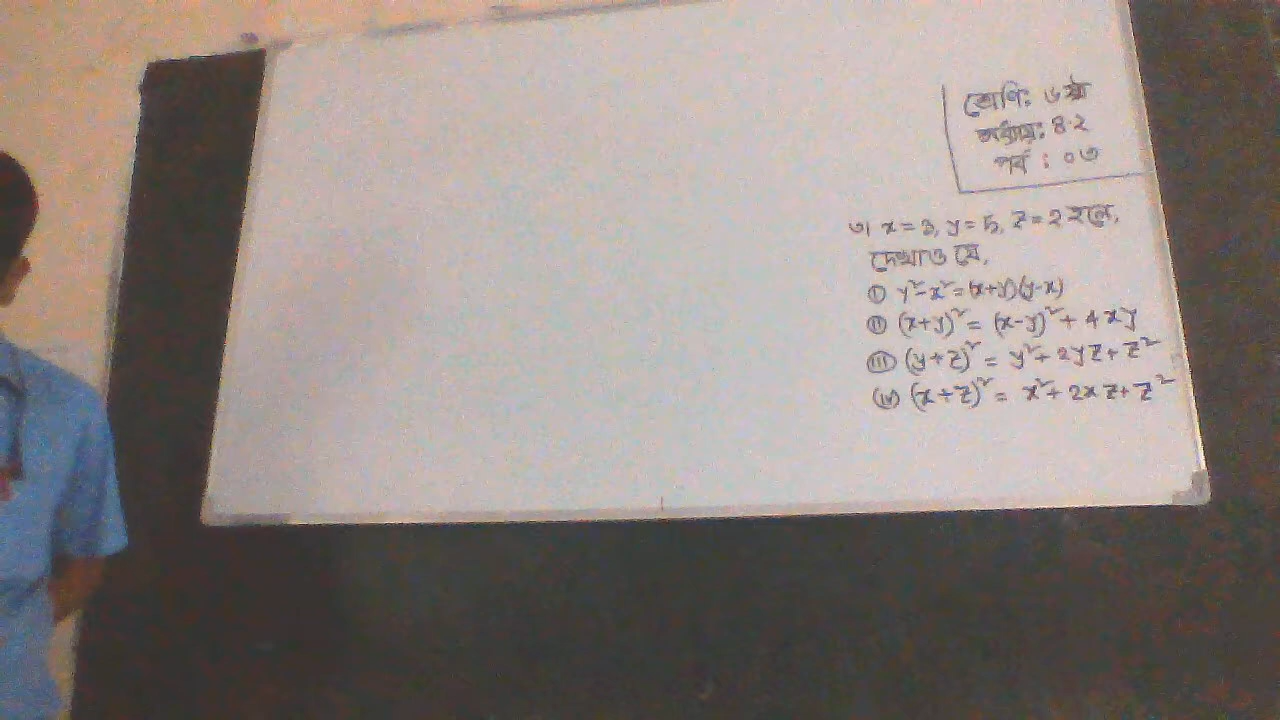 শ্রেণি: ৬ষ্ঠ
অধ্যায়: ৪.২
পর্ব : ০৩
৩। x = 3, y = 5, z = 2 হলে,
দেখাও যে,
(i) y² - x² = (x+y)(y-x)
(ii) (x+y)² = (x-y)² + 4xy
(iii) (y+z)² = y² + 2yz + z²
(iv) (x+z)² = x² + 2xz + z²